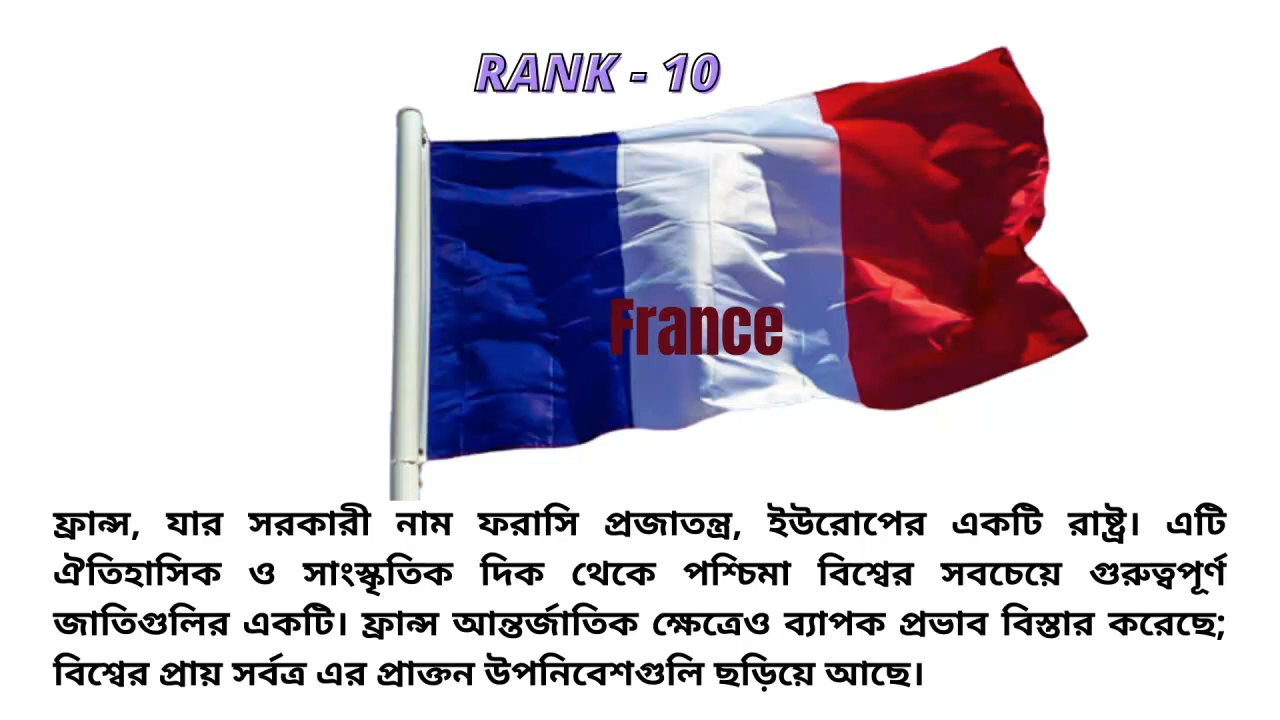 RANK - 10
France
ফ্রান্স, যার সরকারী নাম ফরাসি প্রজাতন্ত্র, ইউরোপের একটি রাষ্ট্র। এটি
ঐতিহাসিক ও সাংস্কৃতিক দিক থেকে পশ্চিমা বিশ্বের সবচেয়ে গুরুত্বপূর্ণ
জাতিগুলির একটি। ফ্রান্স আন্তর্জাতিক ক্ষেত্রেও ব্যাপক প্রভাব বিস্তার করেছে;
বিশ্বের প্রায় সর্বত্র এর প্রাক্তন উপনিবেশগুলি ছড়িয়ে আছে।